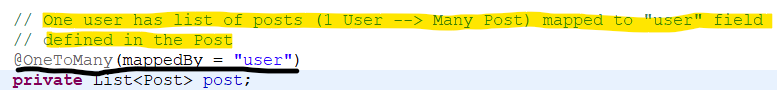 // One user has list of posts (1 User --> Many Post) mapped to "user" field
// defined in the Post
@OneToMany(mappedBy = "user")
private List<Post> post;